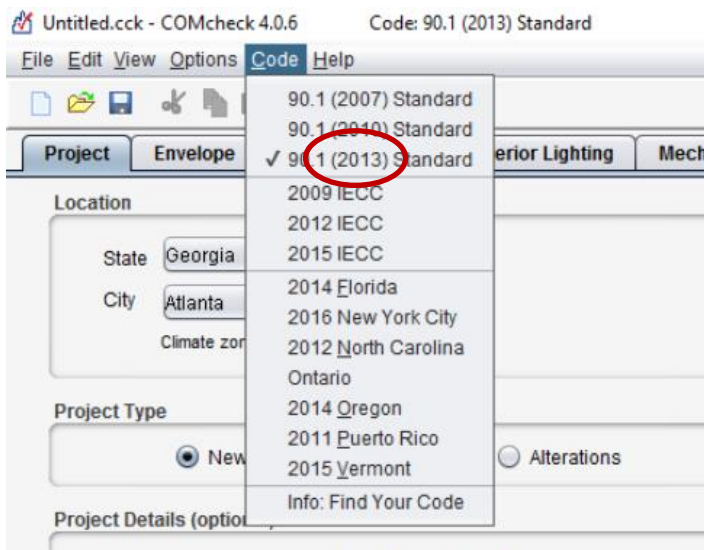 Untitled.cck - COMcheck 4.0.6 Code: 90.1 (2013) Standard
File Edit View Options Code Help
90.1 (2007) Standard
90.1 (2010) Standard
✓ 90.1 (2013) Standard
2009 IECC
2012 IECC
2015 IECC
2014 Florida
2016 New York City
2012 North Carolina
Ontario
2014 Oregon
2011 Puerto Rico
2015 Vermont
Info: Find Your Code
Project Envelope erior Lighting Mech
Location
State Georgia
City Atlanta
Climate zor
Project Type
New Alterations
Project Details (option